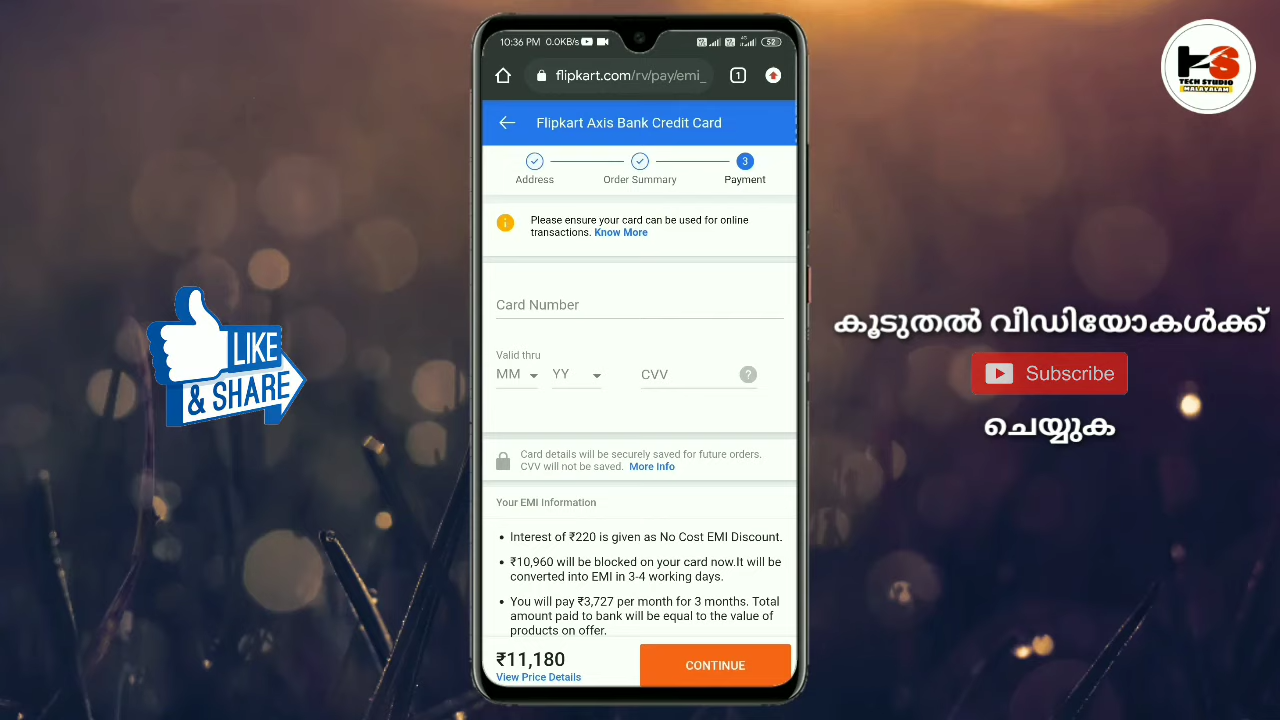 10:36 PM 0.0KB/s
4G
52
flipkart.com/rv/pay/emi_
1
Flipkart Axis Bank Credit Card
3
Address Order Summary Payment
Please ensure your card can be used for online
transactions. Know More
Card Number
Valid thru
MM YY CVV ?
Card details will be securely saved for future orders.
CVV will not be saved. More Info
Your EMI Information
• Interest of ₹220 is given as No Cost EMI Discount.
• ₹10,960 will be blocked on your card now.It will be
converted into EMI in 3-4 working days.
• You will pay ₹3,727 per month for 3 months. Total
amount paid to bank will be equal to the value of
products on offer.
₹11,180
View Price Details
CONTINUE
LIKE
& SHARE
TECH STUDIO
MALAYALAM
കൂടുതൽ വീഡിയോകൾക്ക്
Subscribe
ചെയ്യുക